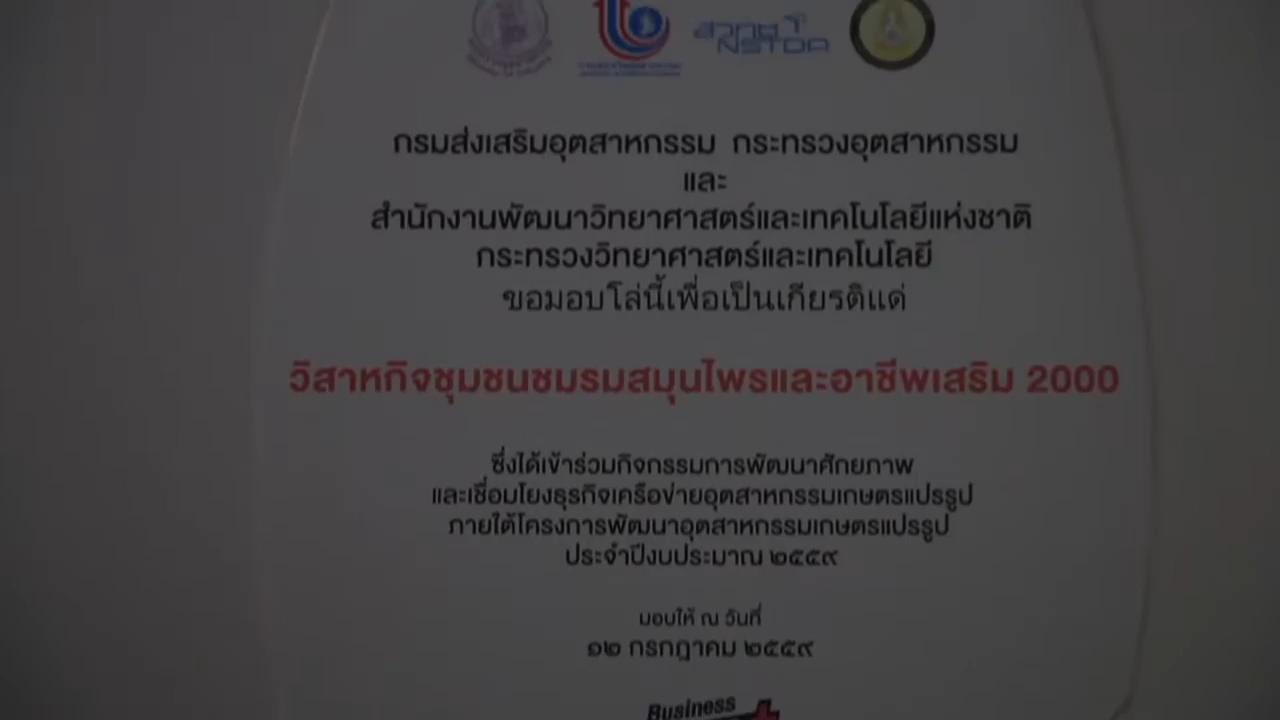 สวทช
NSTDA
กรมส่งเสริมอุตสาหกรรม กระทรวงอุตสาหกรรม
และ
สำนักงานพัฒนาวิทยาศาสตร์และเทคโนโลยีแห่งชาติ
กระทรวงวิทยาศาสตร์และเทคโนโลยี
ขอมอบโล่นี้เพื่อเป็นเกียรติแด่
วิสาหกิจชุมชนชมรมสมุนไพรและอาชีพเสริม 2000
ซึ่งได้เข้าร่วมกิจกรรมการพัฒนาศักยภาพ
และเชื่อมโยงธุรกิจเครือข่ายอุตสาหกรรมเกษตรแปรรูป
ภายใต้โครงการพัฒนาอุตสาหกรรมเกษตรแปรรูป
ประจำปีงบประมาณ ๒๕๕๙
มอบให้ ณ วันที่
๑๒ กรกฎาคม ๒๕๕๙
Business